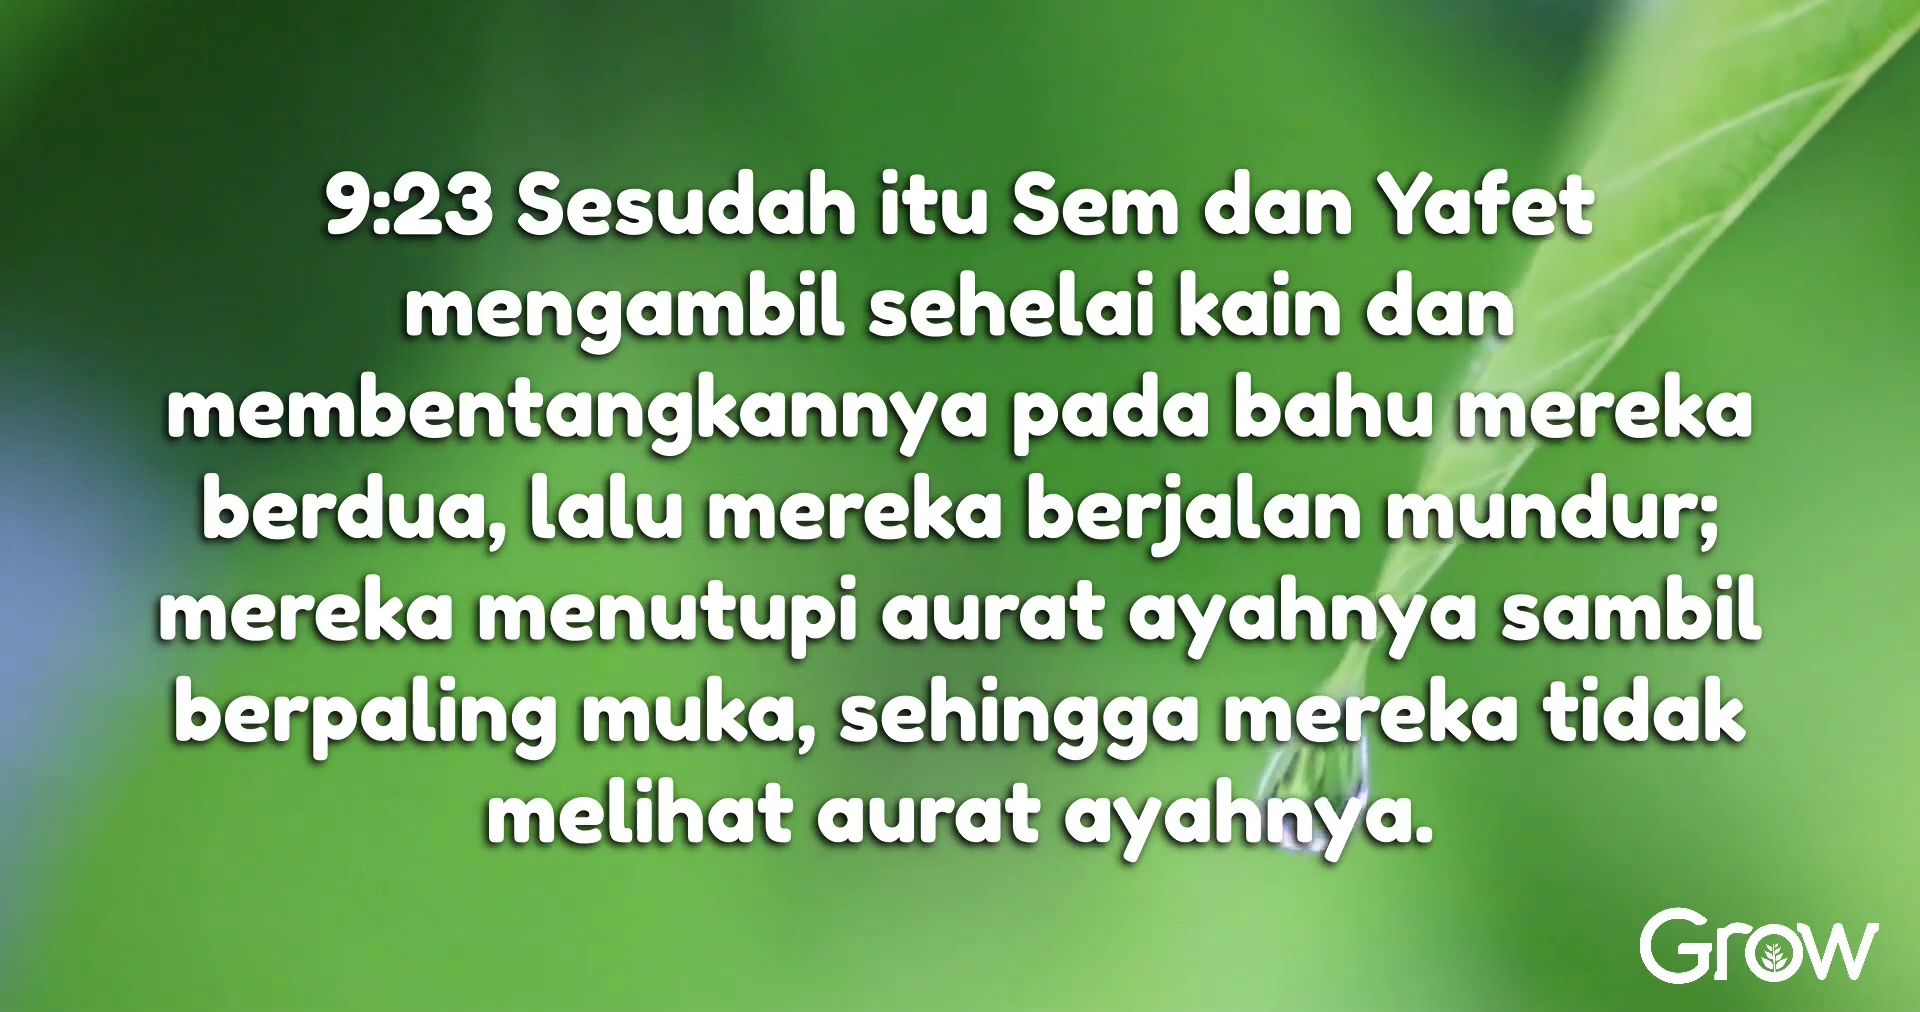 9:23 Sesudah itu Sem dan Yafet
mengambil sehelai kain dan
membentangkannya pada bahu mereka
berdua, lalu mereka berjalan mundur;
mereka menutupi aurat ayahnya sambil
berpaling muka, sehingga mereka tidak
melihat aurat ayahnya.
Grow